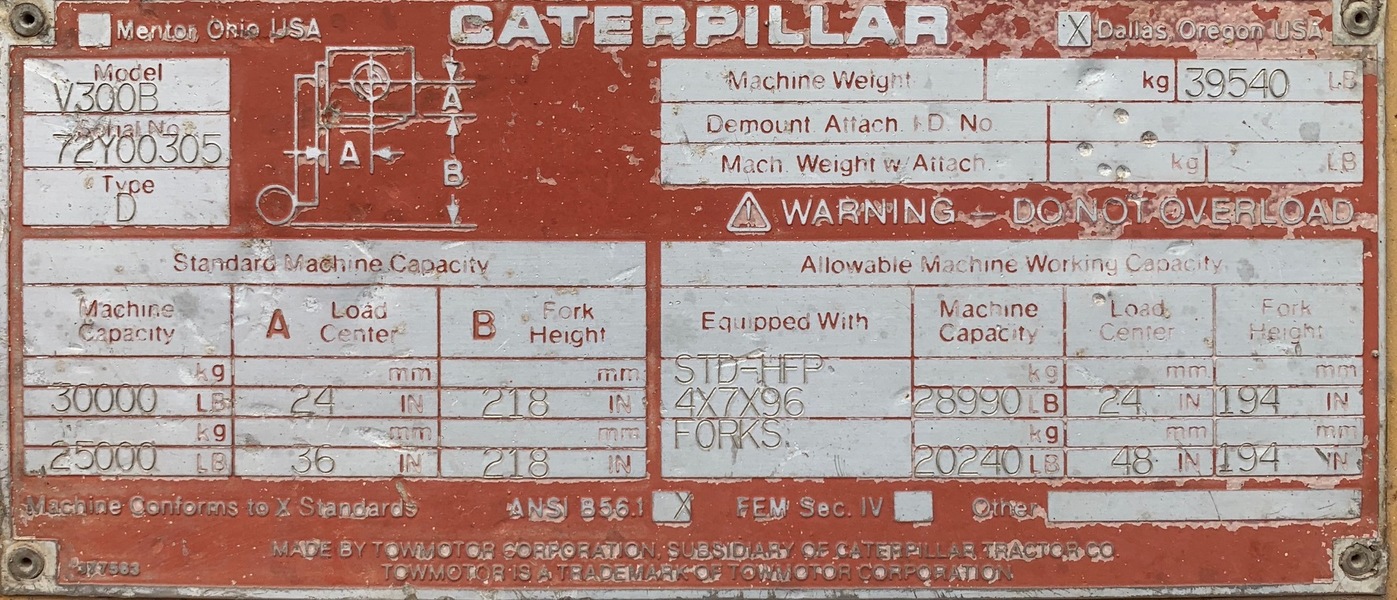 CATERPILLAR
Mentor Ohio USA
X Dallas Oregon USA
Model
V300B
Serial No.
72Y00305
Type
D
A
A
B
Machine Weight kg 39540 LB
Demount Attach. I.D. No.
Mach. Weight w/Attach. kg LB
WARNING — DO NOT OVERLOAD
Standard Machine Capacity
Machine Capacity A Load Center B Fork Height
kg mm mm
30000 LB 24 IN 218 IN
kg mm mm
25000 LB 36 IN 218 IN
Allowable Machine Working Capacity
Equipped With Machine Capacity Load Center Fork Height
STD-HFP kg mm mm
4X7X96 28990 LB 24 IN 194 IN
FORKS kg mm mm
20240 LB 48 IN 194 IN
Machine Conforms to X Standards ANSI B56.1 X FEM Sec. IV Other
MADE BY TOWMOTOR CORPORATION, SUBSIDIARY OF CATERPILLAR TRACTOR CO.
TOWMOTOR IS A TRADEMARK OF TOWMOTOR CORPORATION